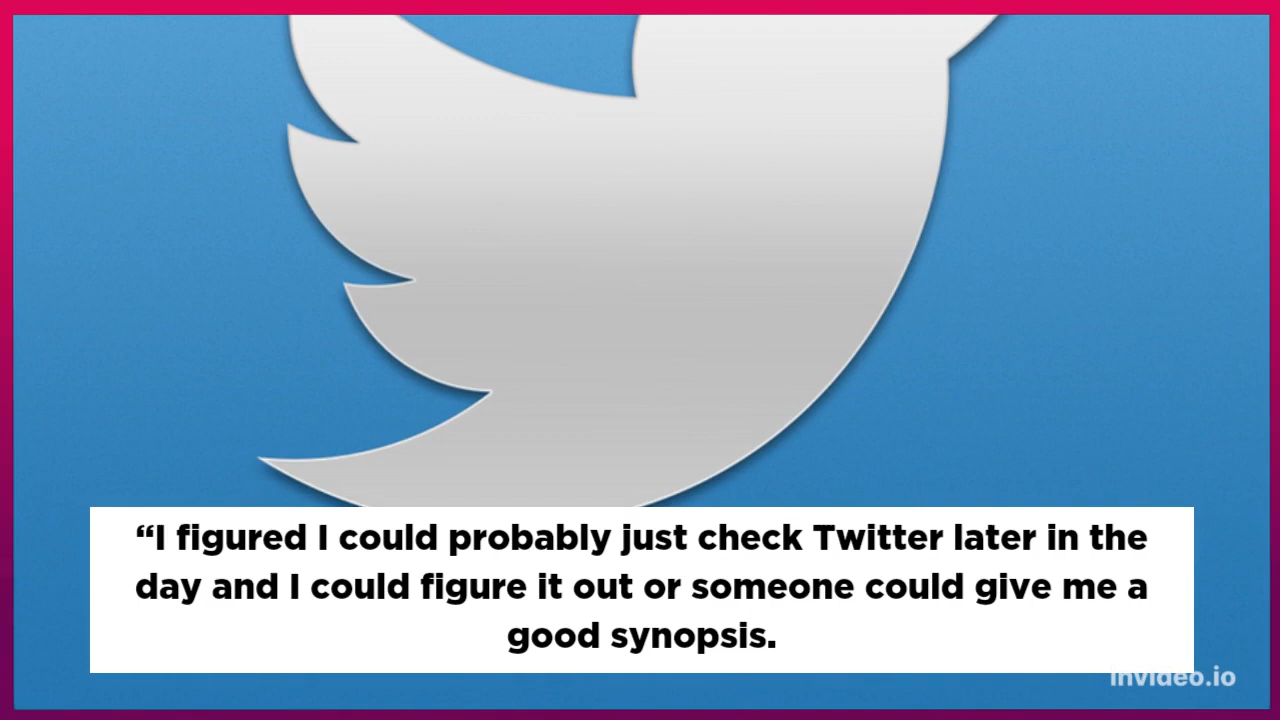 “I figured I could probably just check Twitter later in the
day and I could figure it out or someone could give me a
good synopsis.
invideo.io